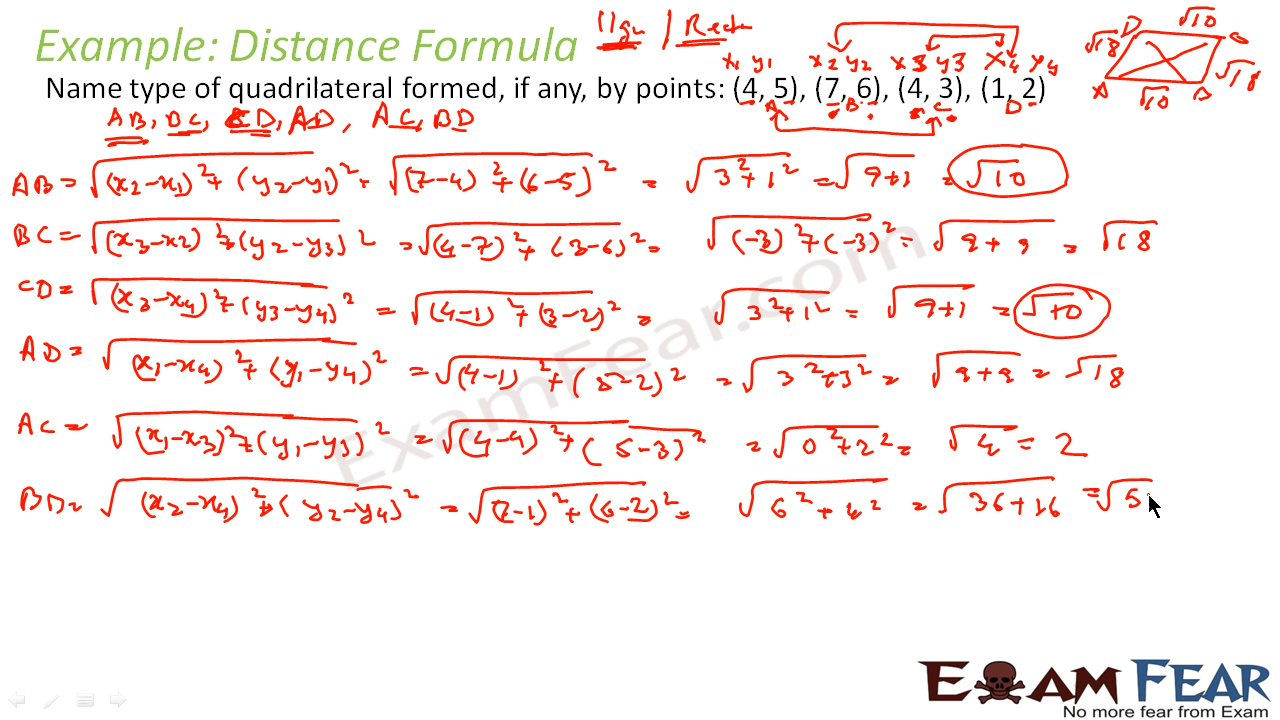 Example: Distance Formula
11gm / Rect
x1 y1 x2 y2 x3 y3 x4 y4
Name type of quadrilateral formed, if any, by points: (4, 5), (7, 6), (4, 3), (1, 2)
A B C D
AB, BC, CD, AD, AC, BD
D √10 C
√18 √18
A √10 B
AB = √(x2-x1)²+(y2-y1)² = √(7-4)²+(6-5)² = √3²+1² = √9+1 = √10
BC = √(x3-x2)²+(y2-y3)² = √(4-7)²+(3-6)² = √(-3)²+(-3)² = √9+9 = √18
CD = √(x3-x4)²+(y3-y4)² = √(4-1)²+(3-2)² = √3²+1² = √9+1 = √10
AD = √(x1-x4)²+(y1-y4)² = √(4-1)²+(5-2)² = √3²+3² = √9+9 = √18
AC = √(x1-x3)²+(y1-y3)² = √(4-4)²+(5-3)² = √0²+2² = √4 = 2
BD = √(x2-x4)²+(y2-y4)² = √(7-1)²+(6-2)² = √6²+4² = √36+16 = √5
ExamFear.com
EXAM FEAR
No more fear from Exam